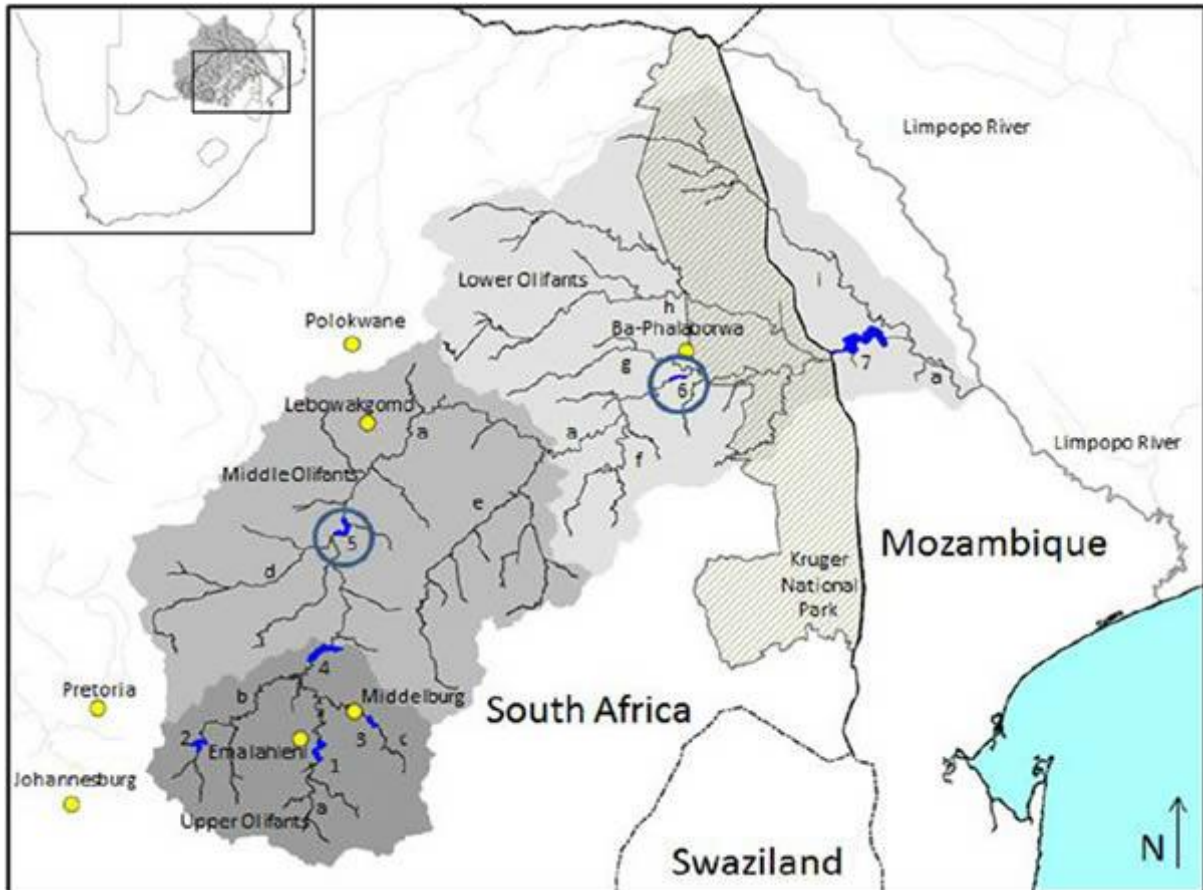 Limpopo River
Lower Olifants
i
h
Polokwane
Ba-Phalaborwa
g
7
a
6
Lebowakgomo
a
a
f
Limpopo River
Middle Olifants
e
5
Mozambique
d
Kruger
National
Park
4
Pretoria
b
Middelburg
South Africa
2
Emalahleni
3
c
1
Johannesburg
a
Upper Olifants
Swaziland
N